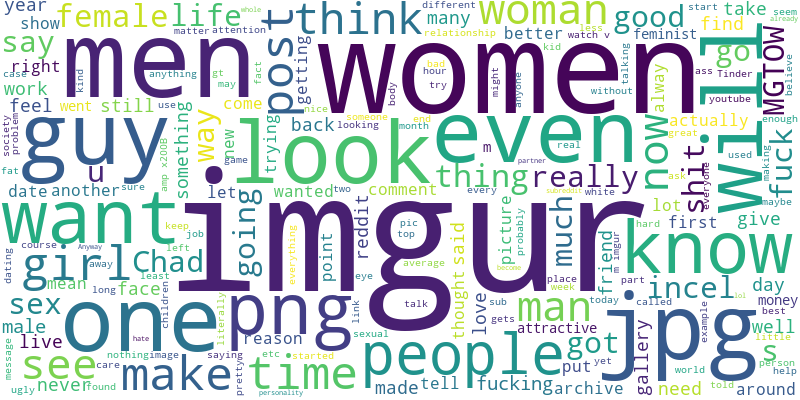 year
show
female
life
think
woman
different
many
less
relationship
good
better
watch v
feminist
start
take
find
seem
whole
already
say
right
case
kind
men
matter
attention
anything
gt
may
fact
post
getting
women
bad
hour
try
kid
might
anyone
without
talking
ass
Tinder
go
youtube
believe
will
MGTOW
work
feel
went
still
use
way
come
body
nice
someone
end
real
alway
actually
great
enough
society
problem
guy
u
something
amp x200B
new
game
trying
look
back
looking
month
even
m
now
shit
ask
everyone
used
making
maybe
fuck
fat
date
another
sure
let
wanted
two
comment
thing
really
every
partner
subreddit
white
lot
first
give
want
keep
job
left
going
everything
imgur
point
pic
top
reddit
much
picture
probably
friend
hard
m imgur
know
dating
course
Anyway
away
girl
Chad
least
mean
long
face
children
literally
eye
average
become
thought
said
place
week
part
incel
day
sex
one
png
talk
love
sub
gets
man
today
called
example
money
best
lol
male
live
hate
reason
link
sexual
attractive
well
little
message
see
nothing
image
saying
etc
started
people
got
put
yet
jpg
s
world
person
help
ugly
never
found
make
care
pretty
time
personality
made
tell
fucking
archive
gallery
need
told
around